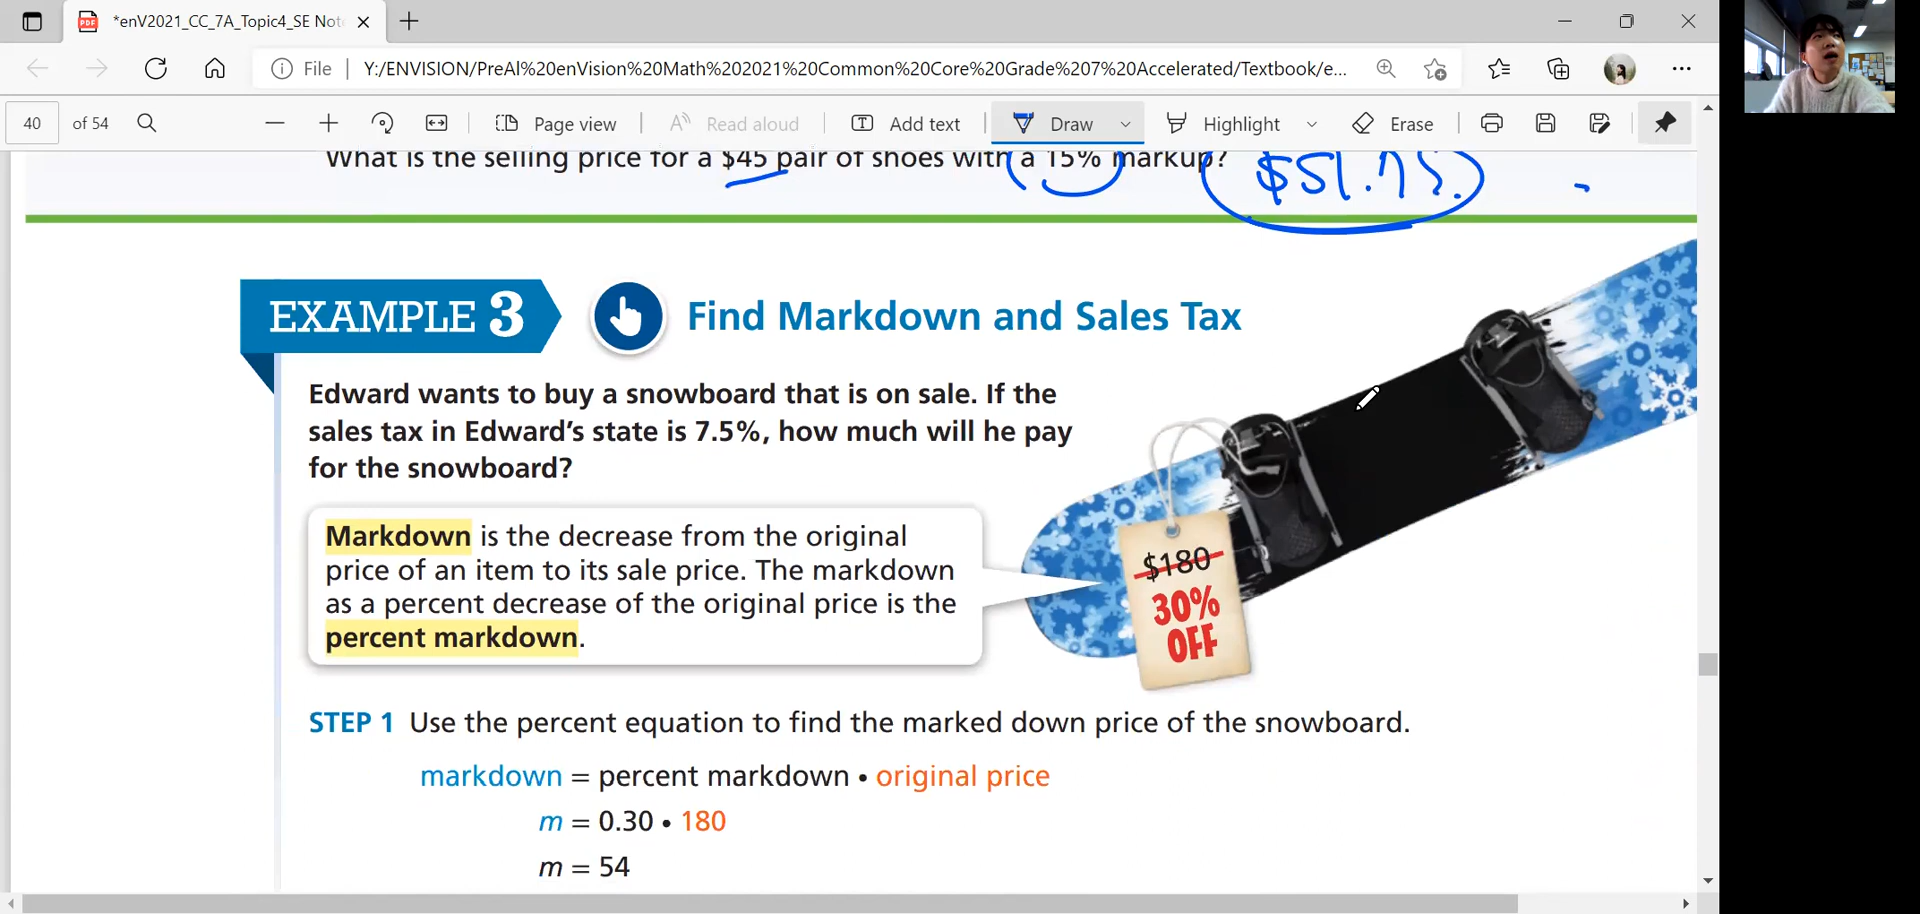 *enV2021_CC_7A_Topic4_SE Not
File
Y:/ENVISION/PreAl%20enVision%20Math%202021%20Common%20Core%20Grade%207%20Accelerated/Textbook/e...
40 of 54
Page view
Read aloud
Add text
Draw
Highlight
Erase
What is the selling price for a $45 pair of shoes with a 15% markup?
$51.75.
EXAMPLE 3
Find Markdown and Sales Tax
Edward wants to buy a snowboard that is on sale. If the
sales tax in Edward's state is 7.5%, how much will he pay
for the snowboard?
Markdown is the decrease from the original
price of an item to its sale price. The markdown
as a percent decrease of the original price is the
percent markdown.
$180
30%
OFF
STEP 1 Use the percent equation to find the marked down price of the snowboard.
markdown = percent markdown • original price
m = 0.30 • 180
m = 54